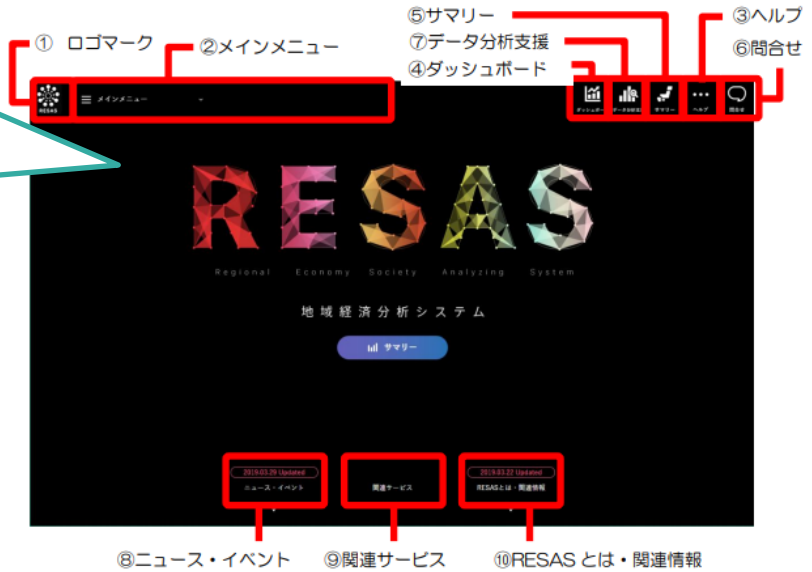 ⑤サマリー
③ヘルプ
① ロゴマーク
②メインメニュー
⑦データ分析支援
⑥問合せ
④ダッシュボード
RESAS
メインメニュー
ダッシュボード
データ分析支援
サマリー
ヘルプ
問合せ
RESAS
Regional Economy Society Analyzing System
地域経済分析システム
サマリー
2019.03.29 Updated
2019.03.22 Updated
ニュース・イベント
関連サービス
RESASとは・関連情報
⑧ニュース・イベント
⑨関連サービス
⑩RESAS とは・関連情報